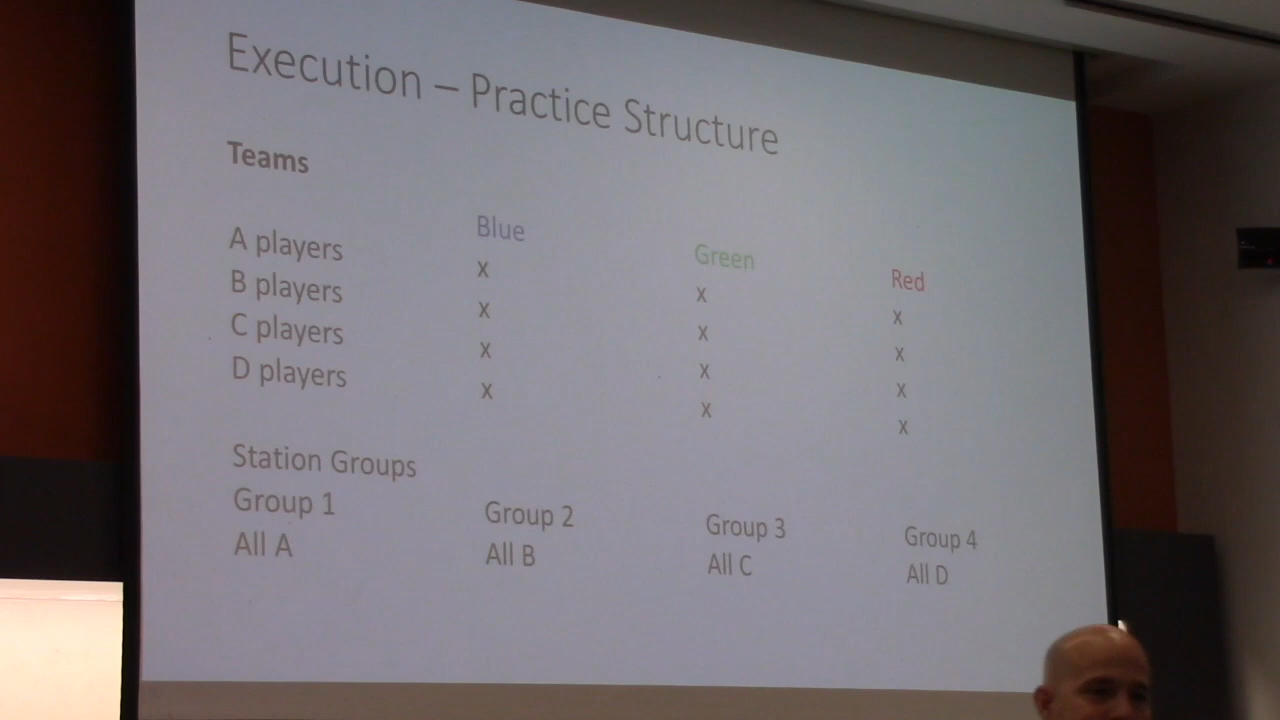 Execution – Practice Structure
Teams
Blue Green Red
A players x x x
B players x x x
C players x x x
D players x x x
Station Groups
Group 1 Group 2 Group 3 Group 4
All A All B All C All D